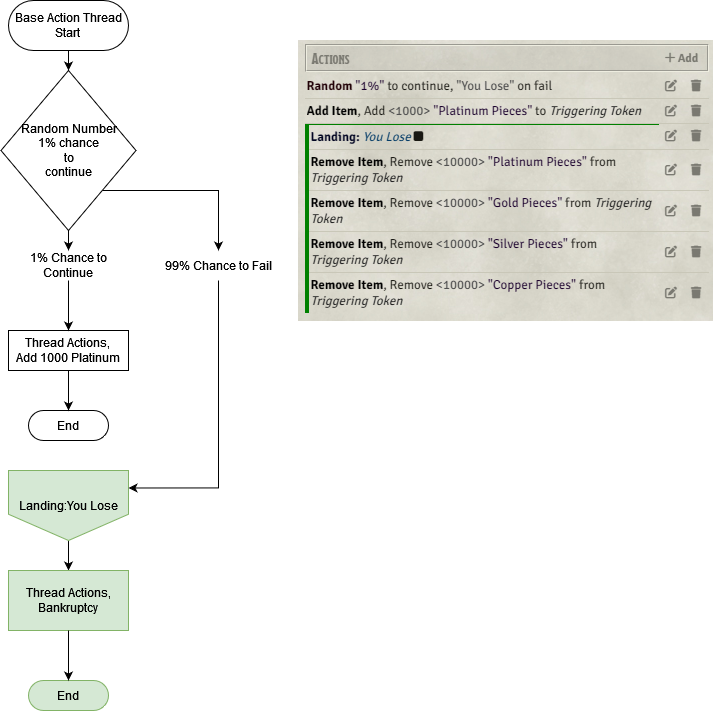 Base Action Thread
Start
Random Number
1% chance
to
continue
1% Chance to
Continue
99% Chance to Fail
Thread Actions,
Add 1000 Platinum
End
Landing:You Lose
Thread Actions,
Bankruptcy
End
ACTIONS
+ Add
Random "1%" to continue, "You Lose" on fail
Add Item, Add <1000> "Platinum Pieces" to Triggering Token
Landing: You Lose
Remove Item, Remove <10000> "Platinum Pieces" from
Triggering Token
Remove Item, Remove <10000> "Gold Pieces" from Triggering
Token
Remove Item, Remove <10000> "Silver Pieces" from
Triggering Token
Remove Item, Remove <10000> "Copper Pieces" from
Triggering Token